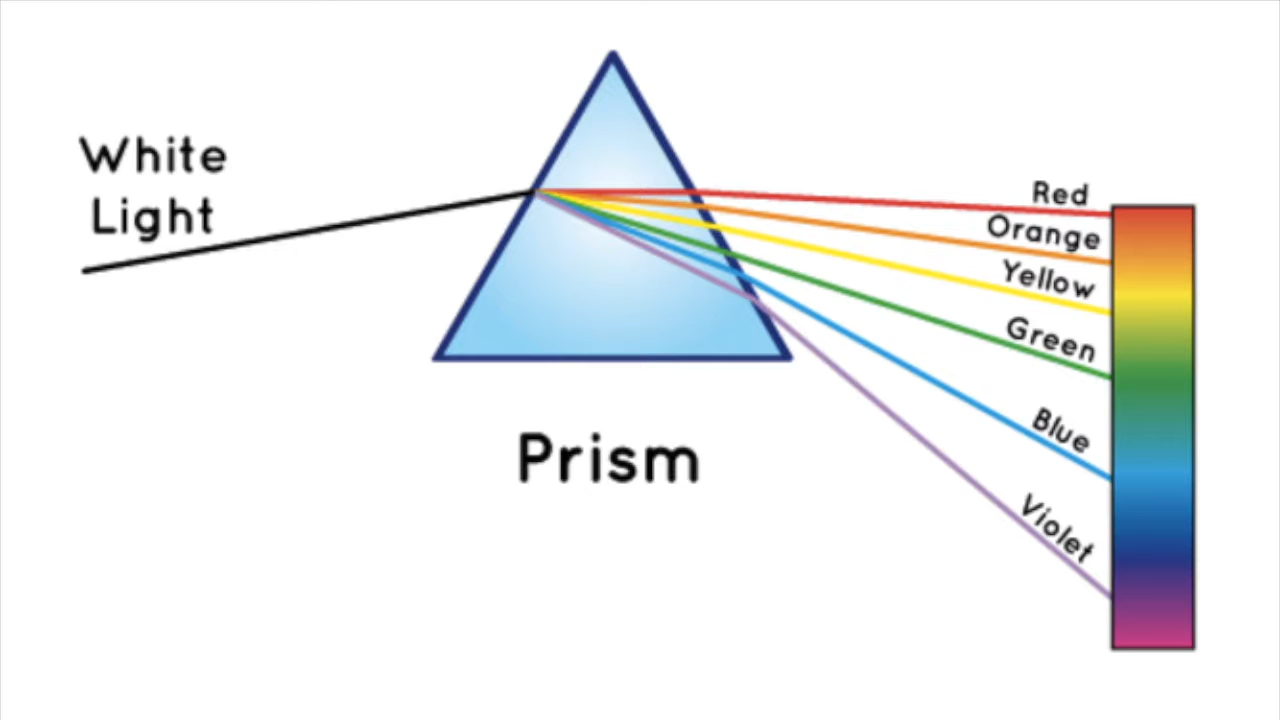 White
Light
Prism
Red
Orange
Yellow
Green
Blue
Violet